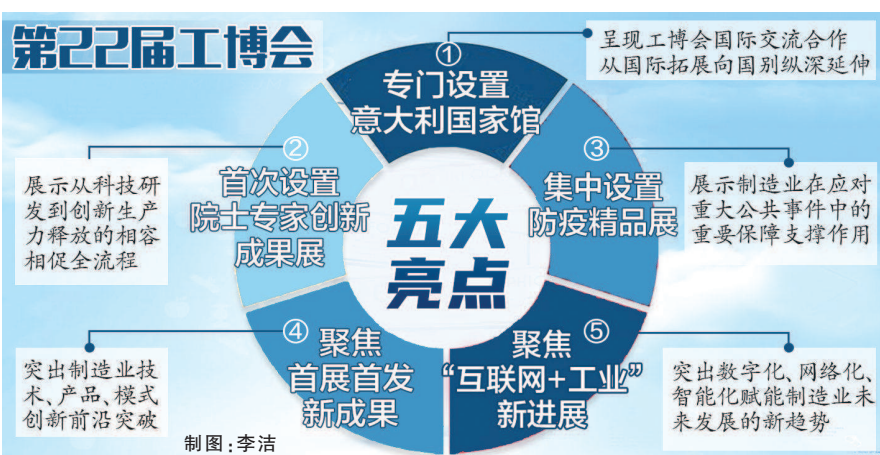 第22届工博会
五大
亮点
①
专门设置
意大利国家馆
呈现工博会国际交流合作
从国际拓展向国别纵深延伸
②
首次设置
院士专家创新
成果展
展示从科技研
发到创新生产
力释放的相容
相促全流程
③
集中设置
防疫精品展
展示制造业在应对
重大公共事件中的
重要保障支撑作用
④
聚焦
首展首发
新成果
突出制造业技
术、产品、模式
创新前沿突破
⑤
聚焦
“互联网+工业”
新进展
突出数字化、网络化、
智能化赋能制造业未
来发展的新趋势
制图:李洁